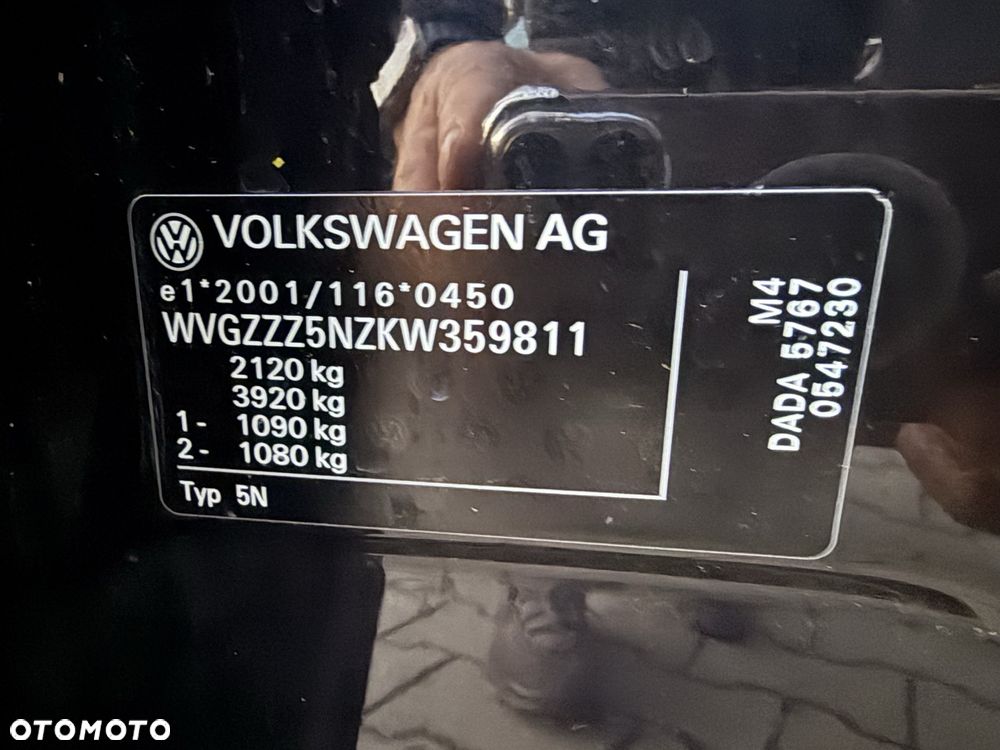 VOLKSWAGEN AG
e1*2001/116*0450
WVGZZZ5NZKW359811
2120 kg
3920 kg
1- 1090 kg
2- 1080 kg
Typ 5N
M4
DADA 5767
0547230
OTOMOTO